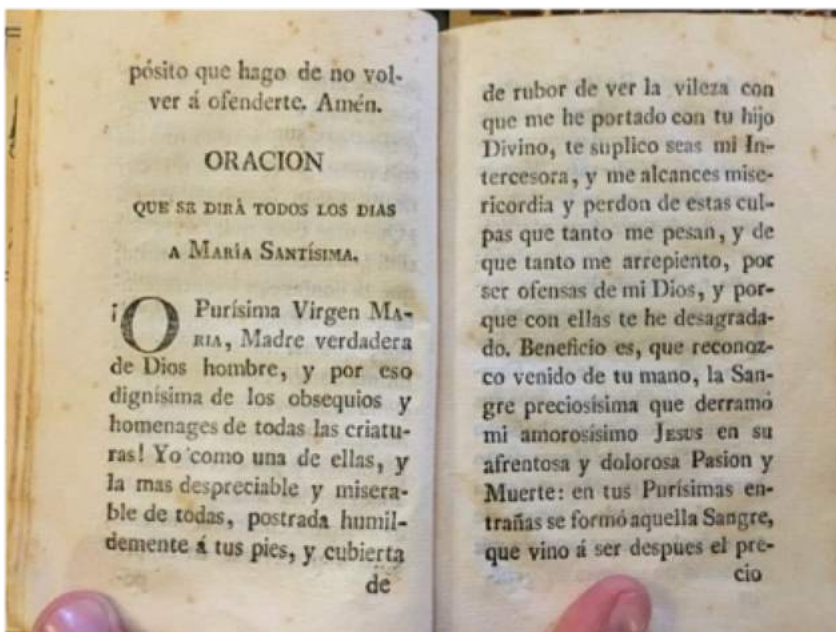 pósito que hago de no vol-
ver á ofenderte. Amén.
ORACION
QUE SE DIRÁ TODOS LOS DIAS
A MARÍA SANTÍSIMA.
¡O Purísima Virgen MA-
RIA, Madre verdadera
de Dios hombre, y por eso
dignísima de los obsequios y
homenages de todas las criatu-
ras! Yo como una de ellas, y
la mas despreciable y misera-
ble de todas, postrada humil-
demente á tus pies, y cubierta
de
de rubor de ver la vileza con
que me he portado con tu hijo
Divino, te suplico seas mi In-
tercesora, y me alcances mise-
ricordia y perdon de estas cul-
pas que tanto me pesan, y de
que tanto me arrepiento, por
ser ofensas de mi Dios, y por-
que con ellas te he desagrada-
do. Beneficio es, que reconoz-
co venido de tu mano, la San-
gre preciosísima que derramó
mi amorosísimo JESUS en su
afrentosa y dolorosa Pasion y
Muerte: en tus Purísimas en-
trañas se formó aquella Sangre,
que vino á ser despues el pre-
cio